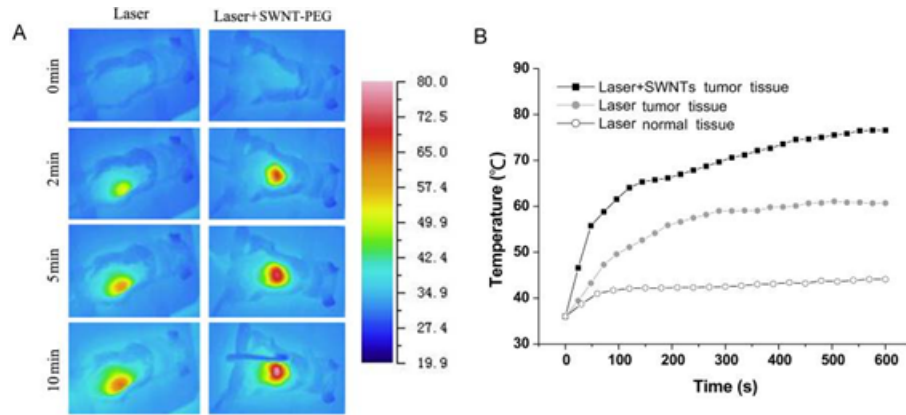 A
Laser
Laser+SWNT-PEG
0 min
2 min
5 min
10 min
80.0
72.5
65.0
57.4
49.9
42.4
34.9
27.4
19.9
B
90
80
70
60
50
40
30
Temperature (℃)
Laser+SWNTs tumor tissue
Laser tumor tissue
Laser normal tissue
0
100
200
300
400
500
600
Time (s)